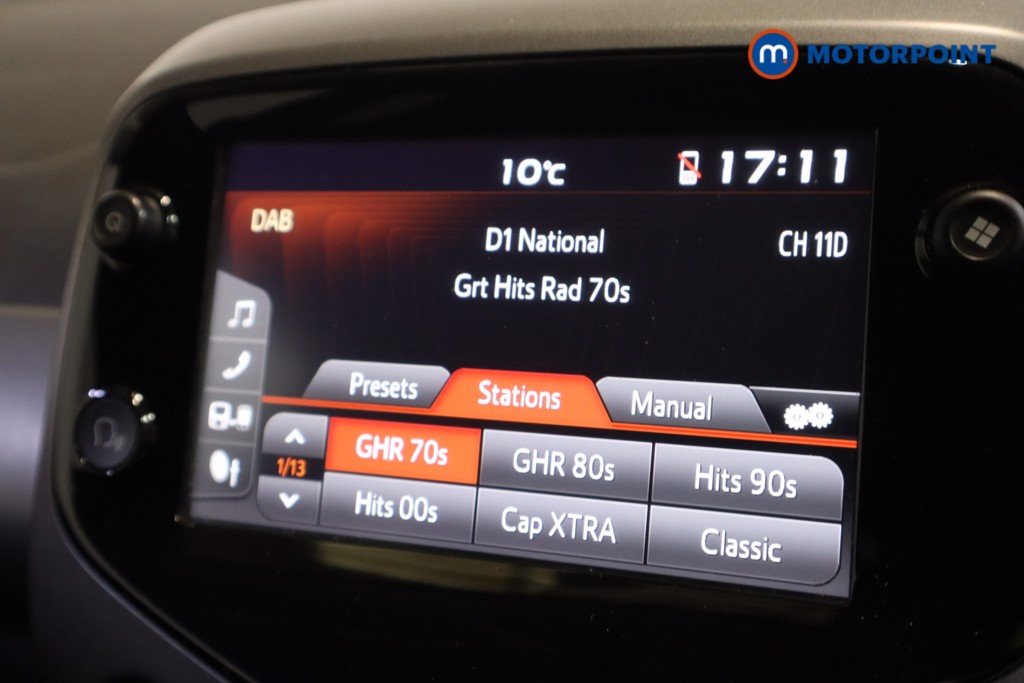 m. MOTORPOINT
10°C 17:11
DAB
D1 National CH 11D
Grt Hits Rad 70s
Presets Stations Manual
GHR 70s GHR 80s Hits 90s
1/13
Hits 00s Cap XTRA Classic